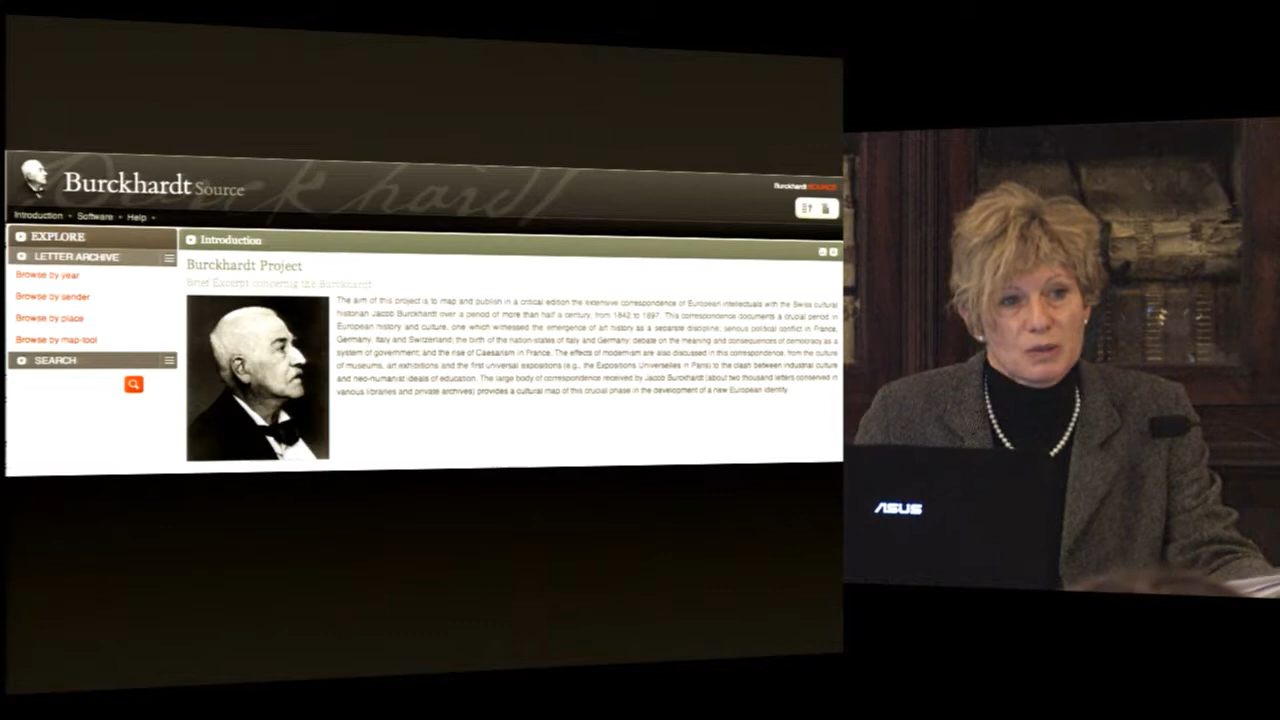 Burckhardt Source
BurckhardtSOURCE
Introduction • Software • Help •
EXPLORE
LETTER ARCHIVE
Browse by year
Browse by sender
Browse by place
Browse by map-tool
SEARCH
Introduction
Burckhardt Project
Brief Excerpt concernig the Burckhardt
The aim of this project is to map and publish in a critical edition the extensive correspondence of European intellectuals with the Swiss cultural
historian Jacob Burckhardt over a period of more than half a century, from 1842 to 1897. This correspondence documents a crucial period in
European history and culture, one which witnessed the emergence of art history as a separate discipline; serious political conflict in France,
Germany, Italy and Switzerland; the birth of the nation-states of Italy and Germany; debate on the meaning and consequences of democracy as a
system of government; and the rise of Caesarism in France. The effects of modernism are also discussed in this correspondence, from the culture
of museums, art exhibitions and the first universal expositions (e.g., the Expositions Universelles in Paris) to the clash between industrial culture
and neo-humanist ideals of education. The large body of correspondence received by Jacob Burckhardt (about two thousand letters conserved in
various libraries and private archives) provides a cultural map of this crucial phase in the development of a new European identity.
ASUS